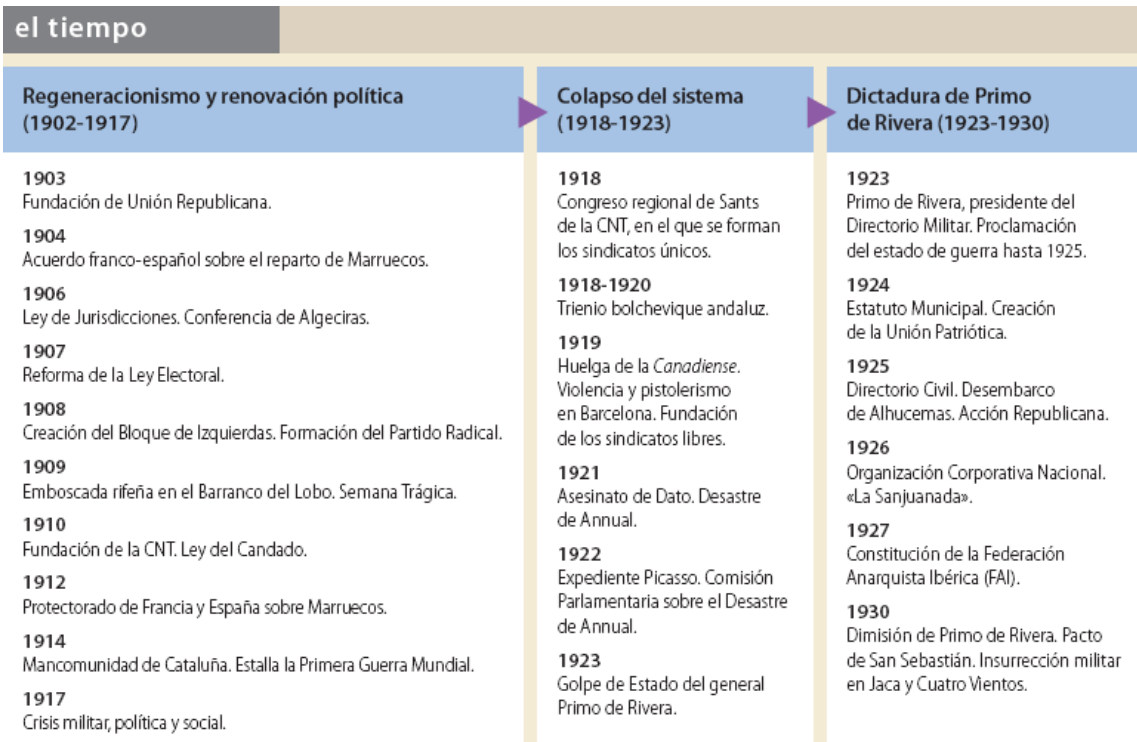 el tiempo
Regeneracionismo y renovación política
(1902-1917)
1903
Fundación de Unión Republicana.
1904
Acuerdo franco-español sobre el reparto de Marruecos.
1906
Ley de Jurisdicciones. Conferencia de Algeciras.
1907
Reforma de la Ley Electoral.
1908
Creación del Bloque de Izquierdas. Formación del Partido Radical.
1909
Emboscada rifeña en el Barranco del Lobo. Semana Trágica.
1910
Fundación de la CNT. Ley del Candado.
1912
Protectorado de Francia y España sobre Marruecos.
1914
Mancomunidad de Cataluña. Estalla la Primera Guerra Mundial.
1917
Crisis militar, política y social.
Colapso del sistema
(1918-1923)
1918
Congreso regional de Sants
de la CNT, en el que se forman
los sindicatos únicos.
1918-1920
Trienio bolchevique andaluz.
1919
Huelga de la Canadiense.
Violencia y pistolerismo
en Barcelona. Fundación
de los sindicatos libres.
1921
Asesinato de Dato. Desastre
de Annual.
1922
Expediente Picasso. Comisión
Parlamentaria sobre el Desastre
de Annual.
1923
Golpe de Estado del general
Primo de Rivera.
Dictadura de Primo
de Rivera (1923-1930)
1923
Primo de Rivera, presidente del
Directorio Militar. Proclamación
del estado de guerra hasta 1925.
1924
Estatuto Municipal. Creación
de la Unión Patriótica.
1925
Directorio Civil. Desembarco
de Alhucemas. Acción Republicana.
1926
Organización Corporativa Nacional.
«La Sanjuanada».
1927
Constitución de la Federación
Anarquista Ibérica (FAI).
1930
Dimisión de Primo de Rivera. Pacto
de San Sebastián. Insurrección militar
en Jaca y Cuatro Vientos.